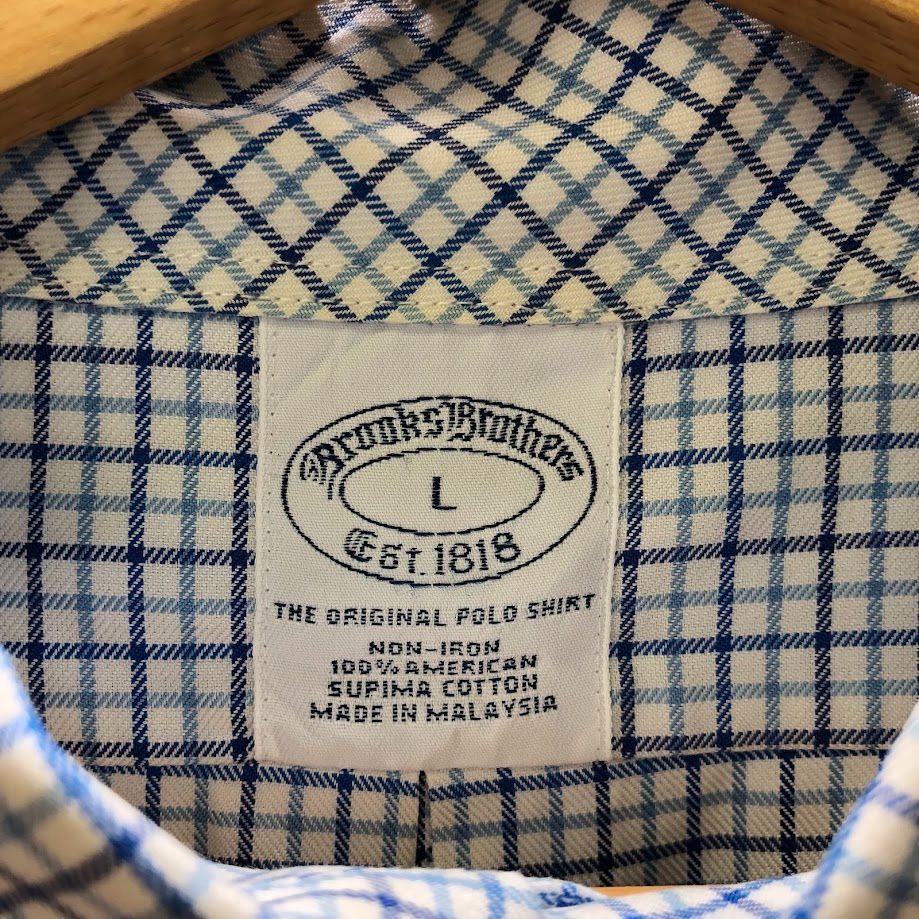 Brooks Brothers
L
Est. 1818
THE ORIGINAL POLO SHIRT
NON-IRON
100% AMERICAN
SUPIMA COTTON
MADE IN MALAYSIA